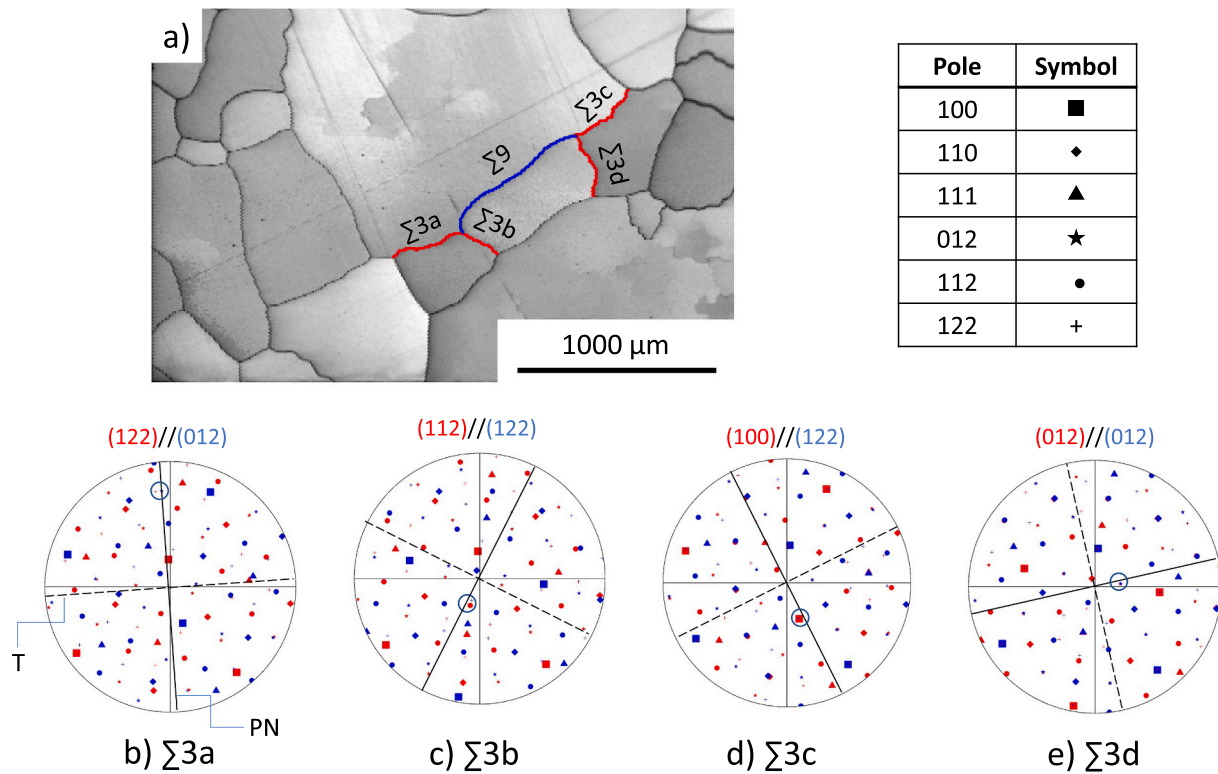 a)
∑3c
∑9
∑3d
∑3a
∑3b
1000 µm
Pole Symbol
100 ■
110 ◆
111 ▲
012 ★
112 ●
122 +
(122)//(012)
(112)//(122)
(100)//(122)
(012)//(012)
T
PN
b) ∑3a
c) ∑3b
d) ∑3c
e) ∑3d